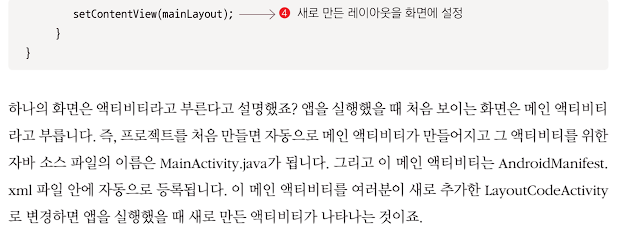 setContentView(mainLayout); ❹ 새로 만든 레이아웃을 화면에 설정
}
}
하나의 화면은 액티비티라고 부른다고 설명했죠? 앱을 실행했을 때 처음 보이는 화면은 메인 액티비티
라고 부릅니다. 즉, 프로젝트를 처음 만들면 자동으로 메인 액티비티가 만들어지고 그 액티비티를 위한
자바 소스 파일의 이름은 MainActivity.java가 됩니다. 그리고 이 메인 액티비티는 AndroidManifest.
xml 파일 안에 자동으로 등록됩니다. 이 메인 액티비티를 여러분이 새로 추가한 LayoutCodeActivity
로 변경하면 앱을 실행했을 때 새로 만든 액티비티가 나타나는 것이죠.